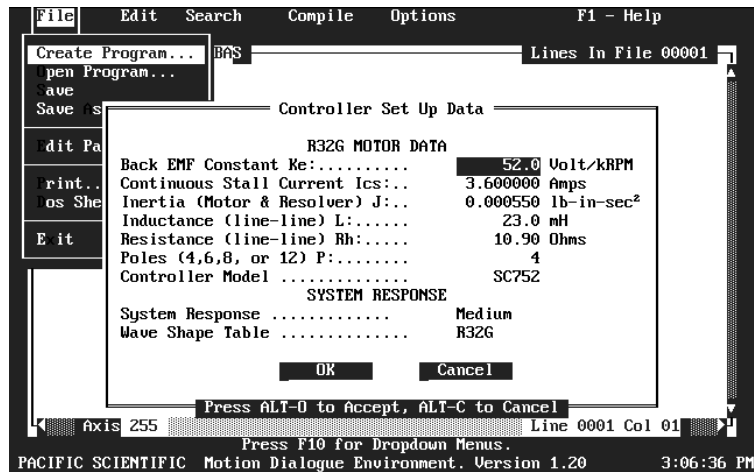 File Edit Search Compile Options F1 - Help
Create Program... BAS Lines In File 00001
pen Program...
ave
Save s
Controller Set Up Data
dit Pa
R32G MOTOR DATA
Back EMF Constant Ke:.......... 52.0 Volt/kRPM
Continuous Stall Current Ics:.. 3.600000 Amps
Inertia (Motor & Resolver) J:.. 0.000550 lb-in-sec²
Inductance (line-line) L:...... 23.0 mH
Resistance (line-line) Rh:..... 10.90 Ohms
Poles (4,6,8, or 12) P:........ 4
Controller Model .............. SC752
rint..
os She
E it
SYSTEM RESPONSE
System Response ............. Medium
Wave Shape Table .............. R32G
OK Cancel
Press ALT-O to Accept, ALT-C to Cancel
Axis 255 Line 0001 Col 01
Press F10 for Dropdown Menus.
PACIFIC SCIENTIFIC Motion Dialogue Environment. Version 1.20 3:06:36 PM